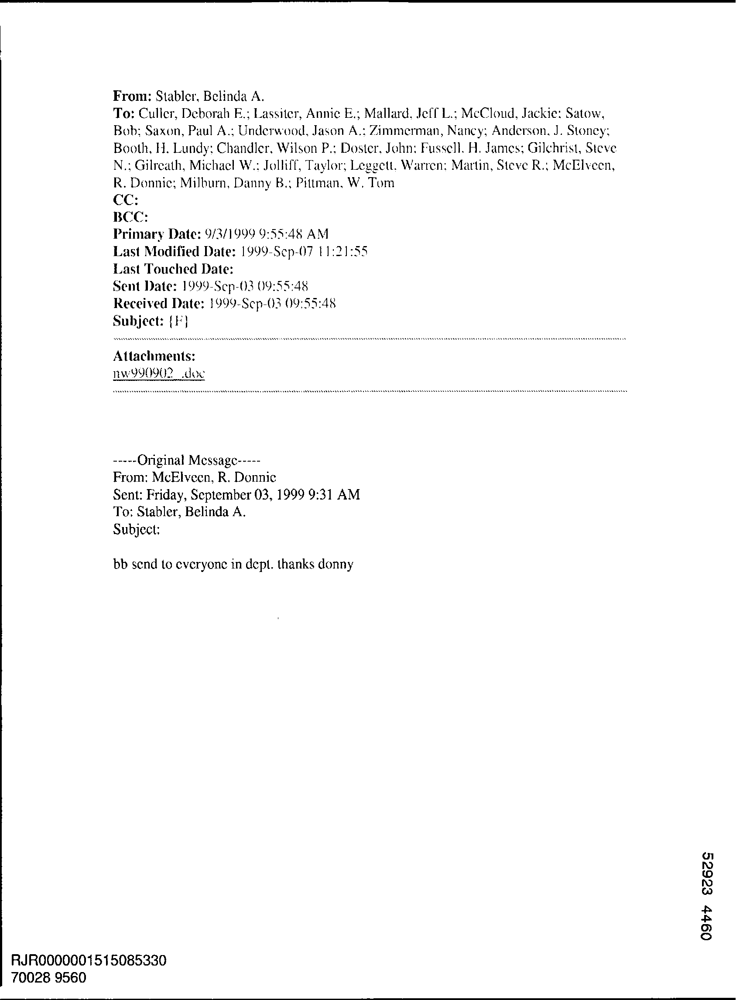 From: Stabler, Belinda A.
To: Culler, Deborah E.; Lassiter, Annie E.; Mallard, Jeff L.; McCloud, Jackie; Satow,
Bob; Saxon, Paul A.; Underwood, Jason A.; Zimmerman, Nancy; Anderson, J. Stoney;
Booth, H. Lundy; Chandler, Wilson P.; Doster, John; Fussell, H. James; Gilchrist, Steve
N.; Gilreath, Michael W.; Jolliff, Taylor; Leggett, Warren; Martin, Steve R.; McElveen,
R. Donnie; Milburn, Danny B.; Pittman, W. Tom
CC:
BCC:
Primary Date: 9/3/1999 9:55:48 AM
Last Modified Date: 1999-Sep-07 11:21:55
Last Touched Date:
Sent Date: 1999-Sep-03 09:55:48
Received Date: 1999-Sep-03 09:55:48
Subject: {F}
Attachments:
nw990902_.doc
-----Original Message-----
From: McElveen, R. Donnie
Sent: Friday, September 03, 1999 9:31 AM
To: Stabler, Belinda A.
Subject:
bb send to everyone in dept. thanks donny
52923 4460
RJR0000001515085330
70028 9560